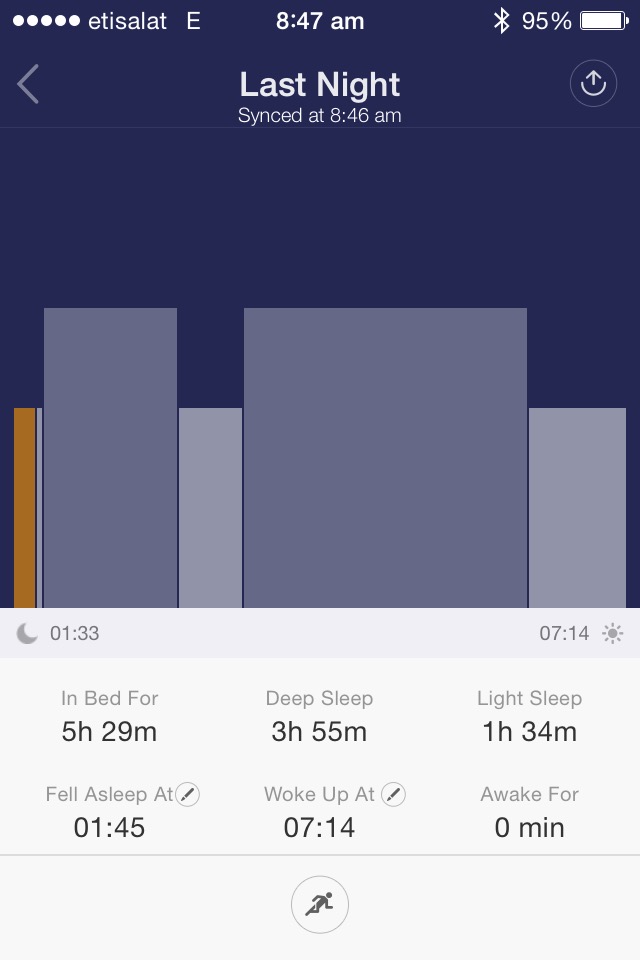 etisalat E 8:47 am 95%
Last Night
Synced at 8:46 am
01:33 07:14
In Bed For Deep Sleep Light Sleep
5h 29m 3h 55m 1h 34m
Fell Asleep At Woke Up At Awake For
01:45 07:14 0 min